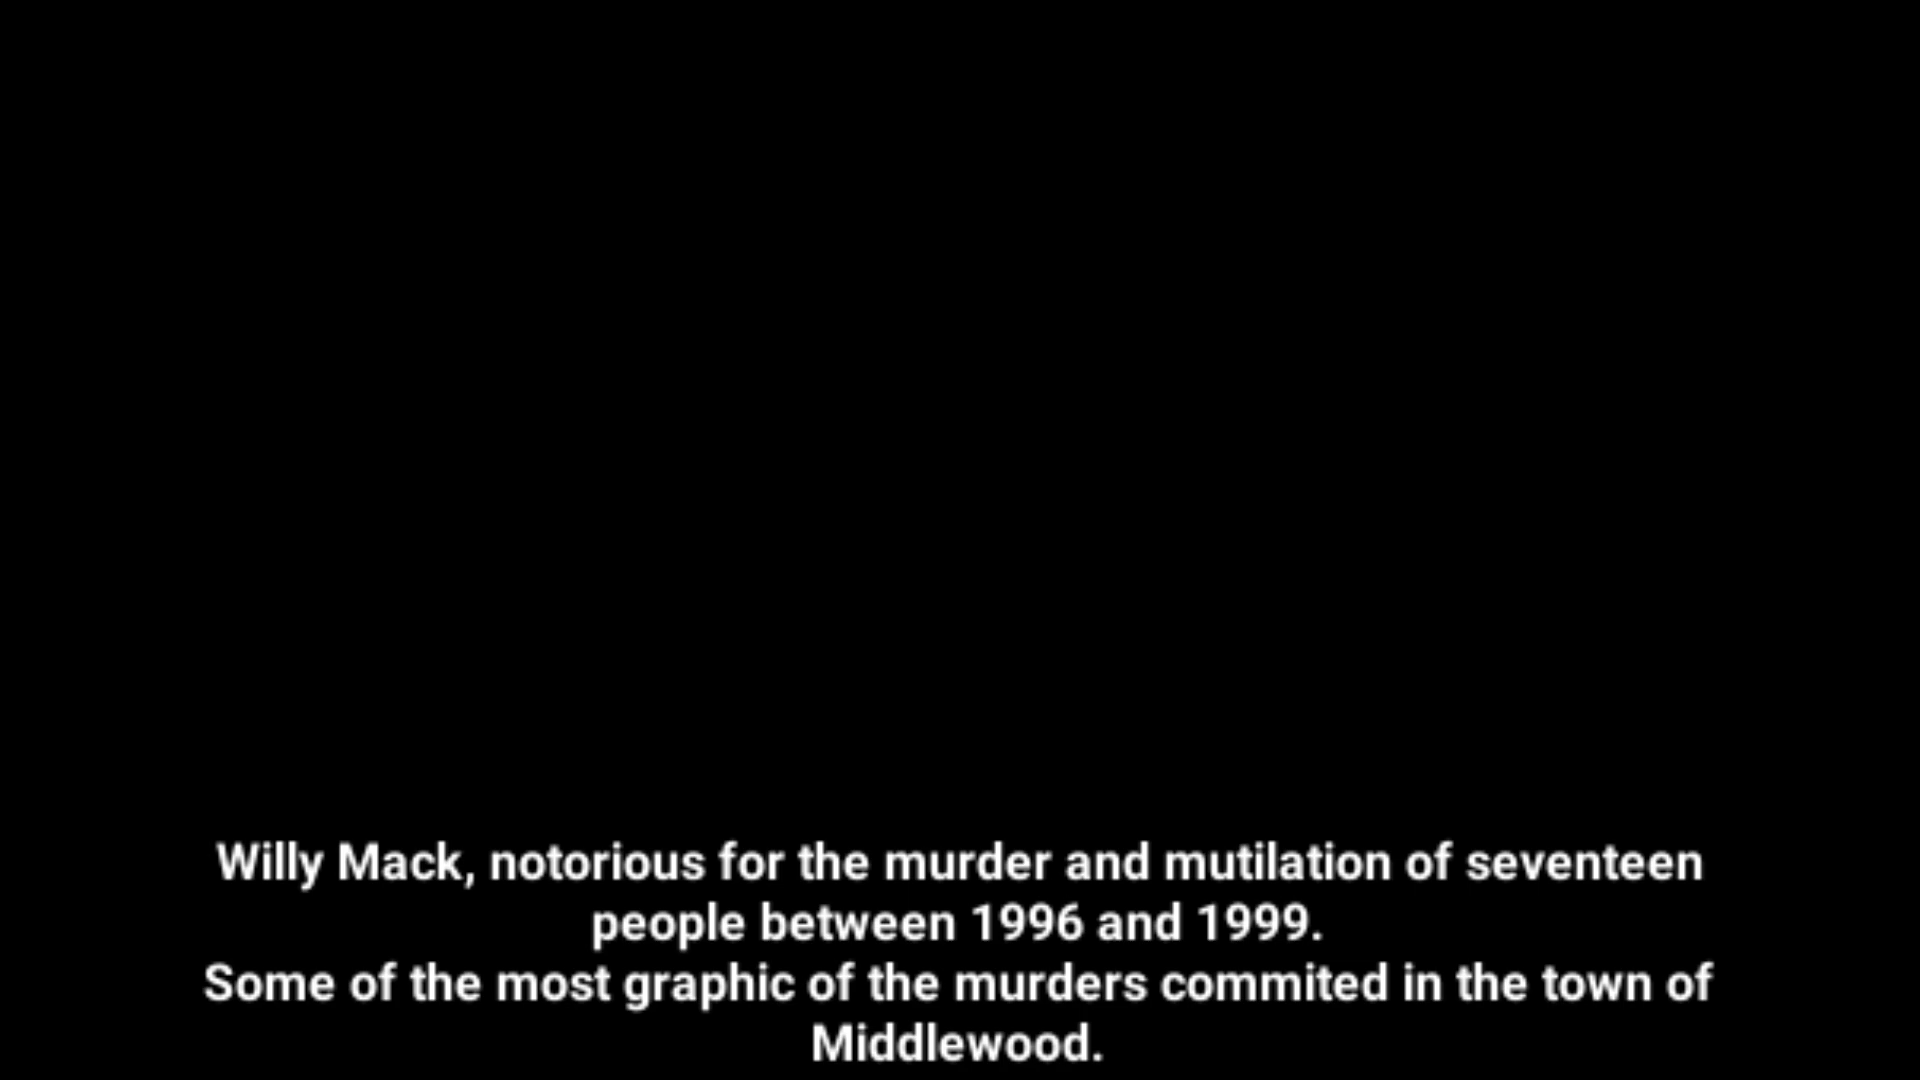 Willy Mack, notorious for the murder and mutilation of seventeen
people between 1996 and 1999.
Some of the most graphic of the murders commited in the town of
Middlewood.